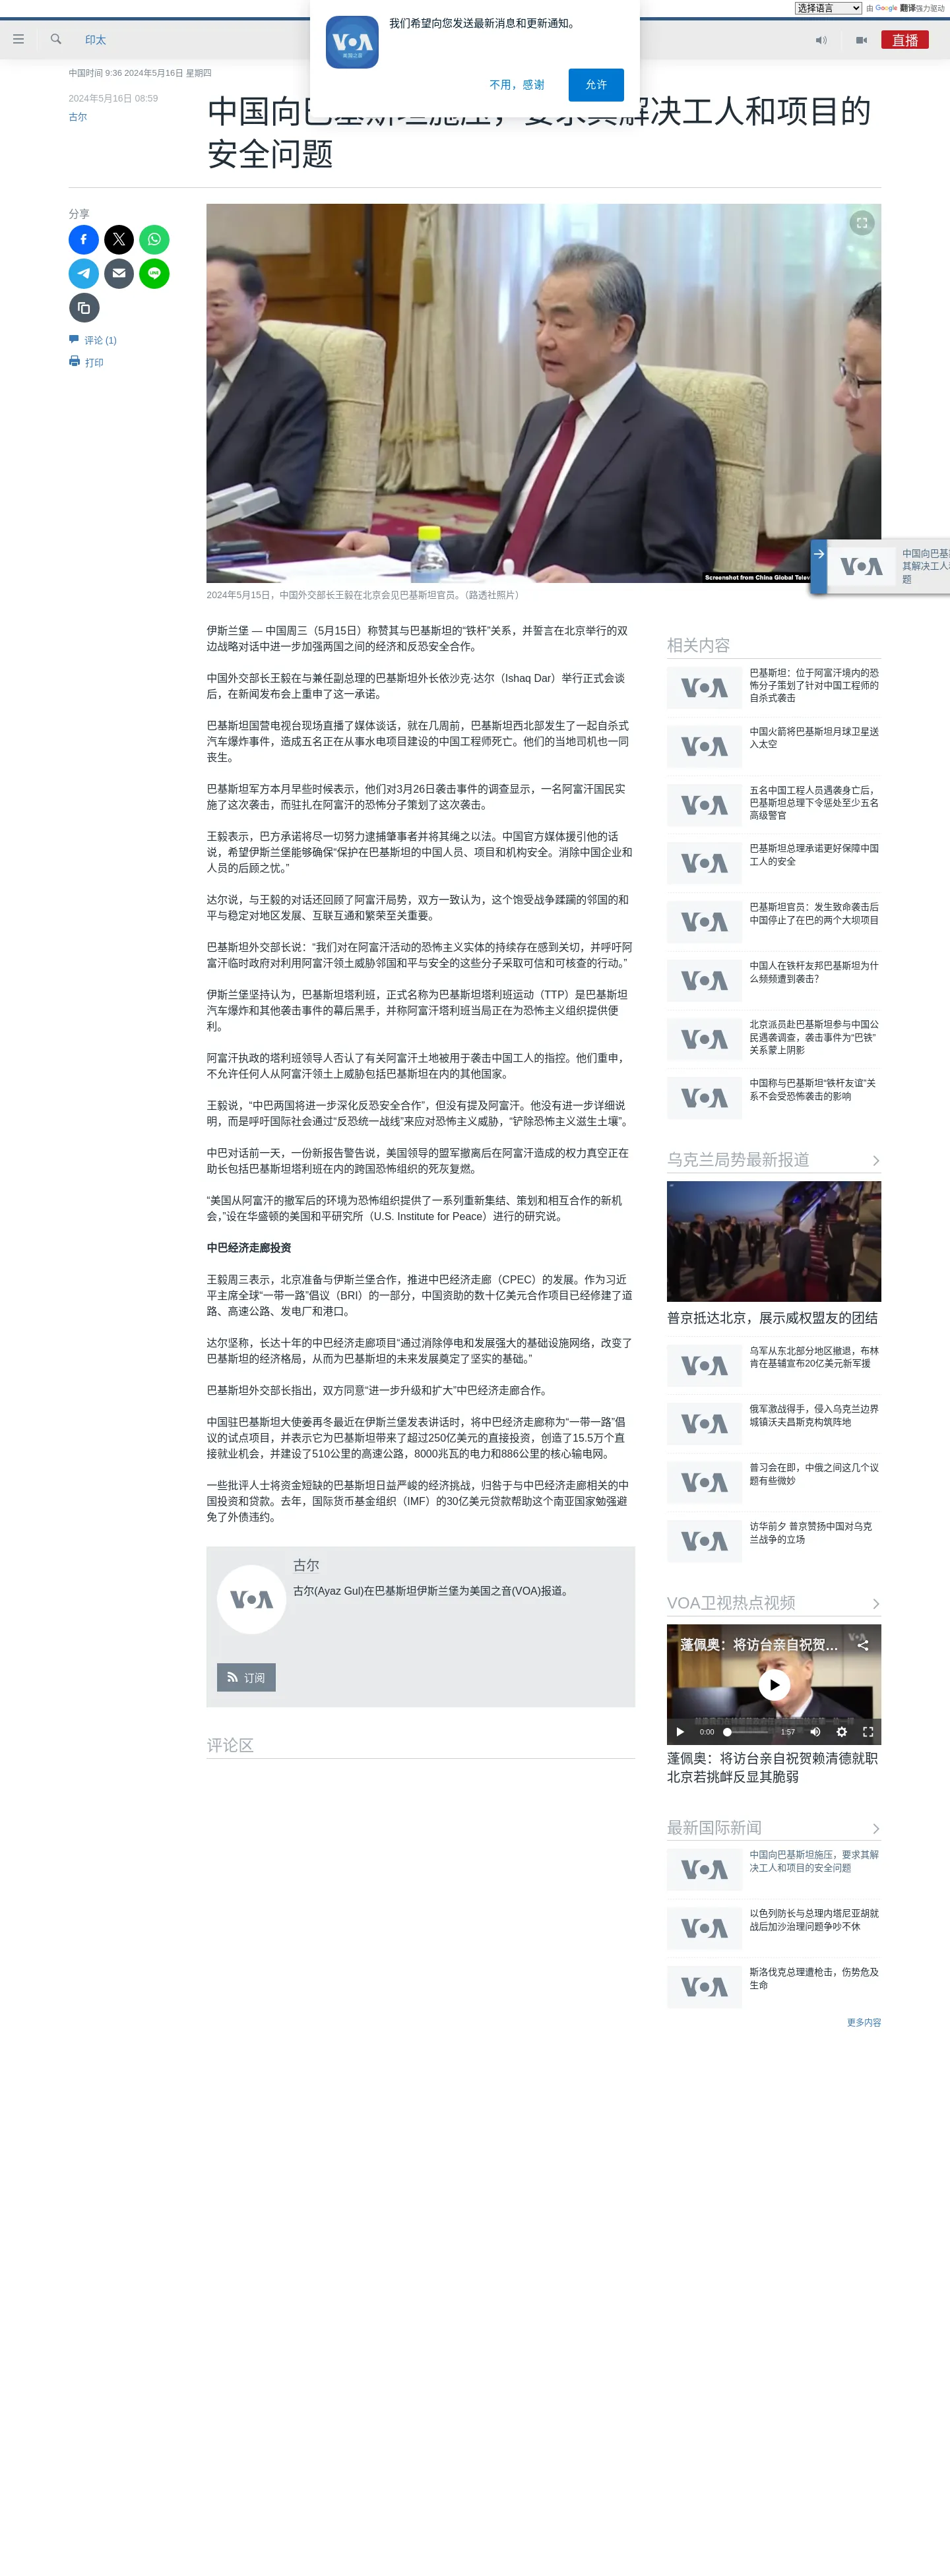 选择语言
由 Google 翻译强力驱动
VOA
美国之音
我们希望向您发送最新消息和更新通知。
不用，感谢
允许
印太
直播
中国时间 9:36 2024年5月16日 星期四
2024年5月16日 08:59
古尔
中国向巴基斯坦施压，要求其解决工人和项目的
安全问题
分享
评论 (1)
打印
Screenshot from China Global Telev
2024年5月15日，中国外交部长王毅在北京会见巴基斯坦官员。（路透社照片）
VOA
中国向巴基
其解决工人
题
伊斯兰堡 — 中国周三（5月15日）称赞其与巴基斯坦的“铁杆”关系，并誓言在北京举行的双
边战略对话中进一步加强两国之间的经济和反恐安全合作。
中国外交部长王毅在与兼任副总理的巴基斯坦外长依沙克·达尔（Ishaq Dar）举行正式会谈
后，在新闻发布会上重申了这一承诺。
巴基斯坦国营电视台现场直播了媒体谈话，就在几周前，巴基斯坦西北部发生了一起自杀式
汽车爆炸事件，造成五名正在从事水电项目建设的中国工程师死亡。他们的当地司机也一同
丧生。
巴基斯坦军方本月早些时候表示，他们对3月26日袭击事件的调查显示，一名阿富汗国民实
施了这次袭击，而驻扎在阿富汗的恐怖分子策划了这次袭击。
王毅表示，巴方承诺将尽一切努力逮捕肇事者并将其绳之以法。中国官方媒体援引他的话
说，希望伊斯兰堡能够确保“保护在巴基斯坦的中国人员、项目和机构安全。消除中国企业和
人员的后顾之忧。”
达尔说，与王毅的对话还回顾了阿富汗局势，双方一致认为，这个饱受战争蹂躏的邻国的和
平与稳定对地区发展、互联互通和繁荣至关重要。
巴基斯坦外交部长说：“我们对在阿富汗活动的恐怖主义实体的持续存在感到关切，并呼吁阿
富汗临时政府对利用阿富汗领土威胁邻国和平与安全的这些分子采取可信和可核查的行动。”
伊斯兰堡坚持认为，巴基斯坦塔利班，正式名称为巴基斯坦塔利班运动（TTP）是巴基斯坦
汽车爆炸和其他袭击事件的幕后黑手，并称阿富汗塔利班当局正在为恐怖主义组织提供便
利。
阿富汗执政的塔利班领导人否认了有关阿富汗土地被用于袭击中国工人的指控。他们重申，
不允许任何人从阿富汗领土上威胁包括巴基斯坦在内的其他国家。
王毅说，“中巴两国将进一步深化反恐安全合作”，但没有提及阿富汗。他没有进一步详细说
明，而是呼吁国际社会通过“反恐统一战线”来应对恐怖主义威胁，“铲除恐怖主义滋生土壤”。
中巴对话前一天，一份新报告警告说，美国领导的盟军撤离后在阿富汗造成的权力真空正在
助长包括巴基斯坦塔利班在内的跨国恐怖组织的死灰复燃。
“美国从阿富汗的撤军后的环境为恐怖组织提供了一系列重新集结、策划和相互合作的新机
会，”设在华盛顿的美国和平研究所（U.S. Institute for Peace）进行的研究说。
中巴经济走廊投资
王毅周三表示，北京准备与伊斯兰堡合作，推进中巴经济走廊（CPEC）的发展。作为习近
平主席全球“一带一路”倡议（BRI）的一部分，中国资助的数十亿美元合作项目已经修建了道
路、高速公路、发电厂和港口。
达尔坚称，长达十年的中巴经济走廊项目“通过消除停电和发展强大的基础设施网络，改变了
巴基斯坦的经济格局，从而为巴基斯坦的未来发展奠定了坚实的基础。”
巴基斯坦外交部长指出，双方同意“进一步升级和扩大”中巴经济走廊合作。
中国驻巴基斯坦大使姜再冬最近在伊斯兰堡发表讲话时，将中巴经济走廊称为“一带一路”倡
议的试点项目，并表示它为巴基斯坦带来了超过250亿美元的直接投资，创造了15.5万个直
接就业机会，并建设了510公里的高速公路，8000兆瓦的电力和886公里的核心输电网。
一些批评人士将资金短缺的巴基斯坦日益严峻的经济挑战，归咎于与中巴经济走廊相关的中
国投资和贷款。去年，国际货币基金组织（IMF）的30亿美元贷款帮助这个南亚国家勉强避
免了外债违约。
VOA
古尔
古尔(Ayaz Gul)在巴基斯坦伊斯兰堡为美国之音(VOA)报道。
订阅
评论区
相关内容
VOA
巴基斯坦：位于阿富汗境内的恐
怖分子策划了针对中国工程师的
自杀式袭击
VOA
中国火箭将巴基斯坦月球卫星送
入太空
VOA
五名中国工程人员遇袭身亡后，
巴基斯坦总理下令惩处至少五名
高级警官
VOA
巴基斯坦总理承诺更好保障中国
工人的安全
VOA
巴基斯坦官员：发生致命袭击后
中国停止了在巴的两个大坝项目
VOA
中国人在铁杆友邦巴基斯坦为什
么频频遭到袭击？
VOA
北京派员赴巴基斯坦参与中国公
民遇袭调查，袭击事件为“巴铁”
关系蒙上阴影
VOA
中国称与巴基斯坦“铁杆友谊”关
系不会受恐怖袭击的影响
乌克兰局势最新报道
普京抵达北京，展示威权盟友的团结
VOA
乌军从东北部分地区撤退，布林
肯在基辅宣布20亿美元新军援
VOA
俄军激战得手，侵入乌克兰边界
城镇沃夫昌斯克构筑阵地
VOA
普习会在即，中俄之间这几个议
题有些微妙
VOA
访华前夕 普京赞扬中国对乌克
兰战争的立场
VOA卫视热点视频
蓬佩奥：将访台亲自祝贺...
VOA
0:00
1:57
蓬佩奥：将访台亲自祝贺赖清德就职
北京若挑衅反显其脆弱
最新国际新闻
VOA
中国向巴基斯坦施压，要求其解
决工人和项目的安全问题
VOA
以色列防长与总理内塔尼亚胡就
战后加沙治理问题争吵不休
VOA
斯洛伐克总理遭枪击，伤势危及
生命
更多内容